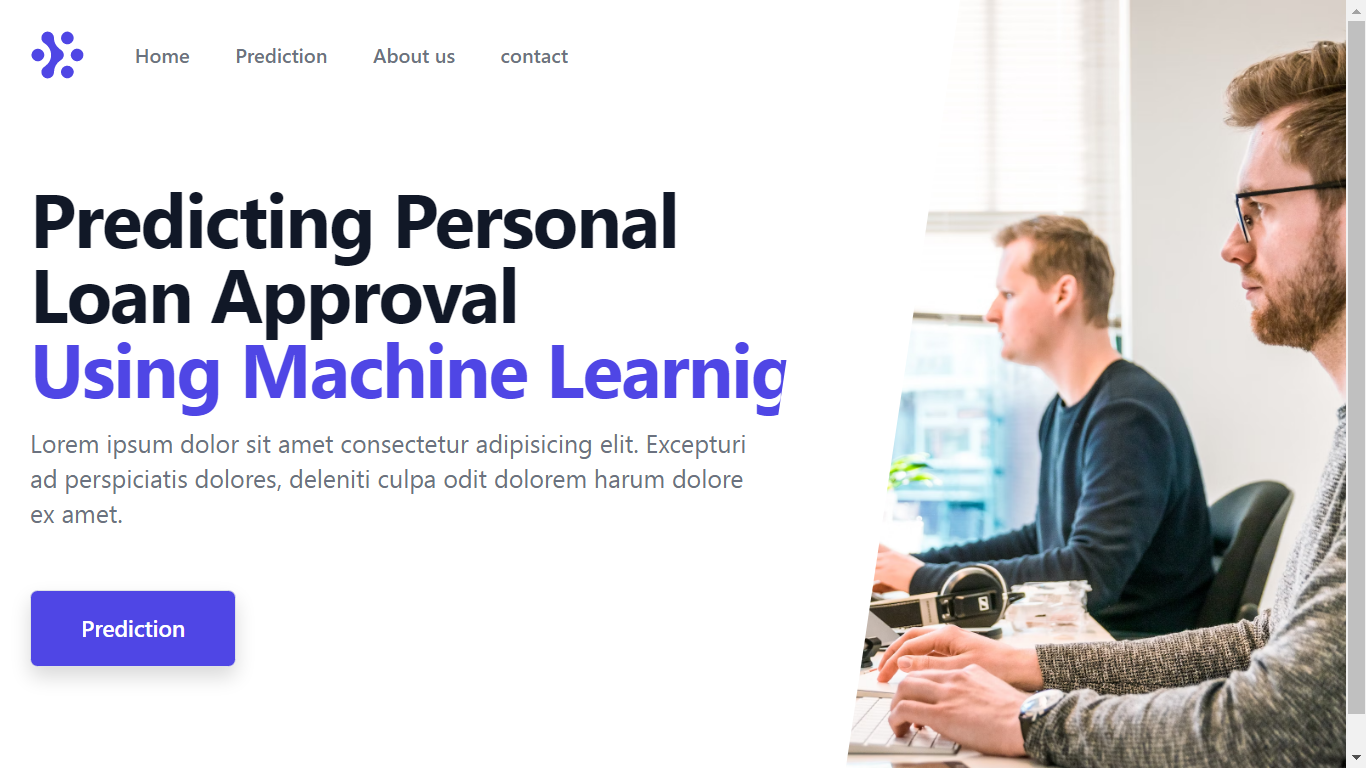 Home Prediction About us contact
Predicting Personal
Loan Approval
Using Machine Learnig
Lorem ipsum dolor sit amet consectetur adipisicing elit. Excepturi
ad perspiciatis dolores, deleniti culpa odit dolorem harum dolore
ex amet.
Prediction